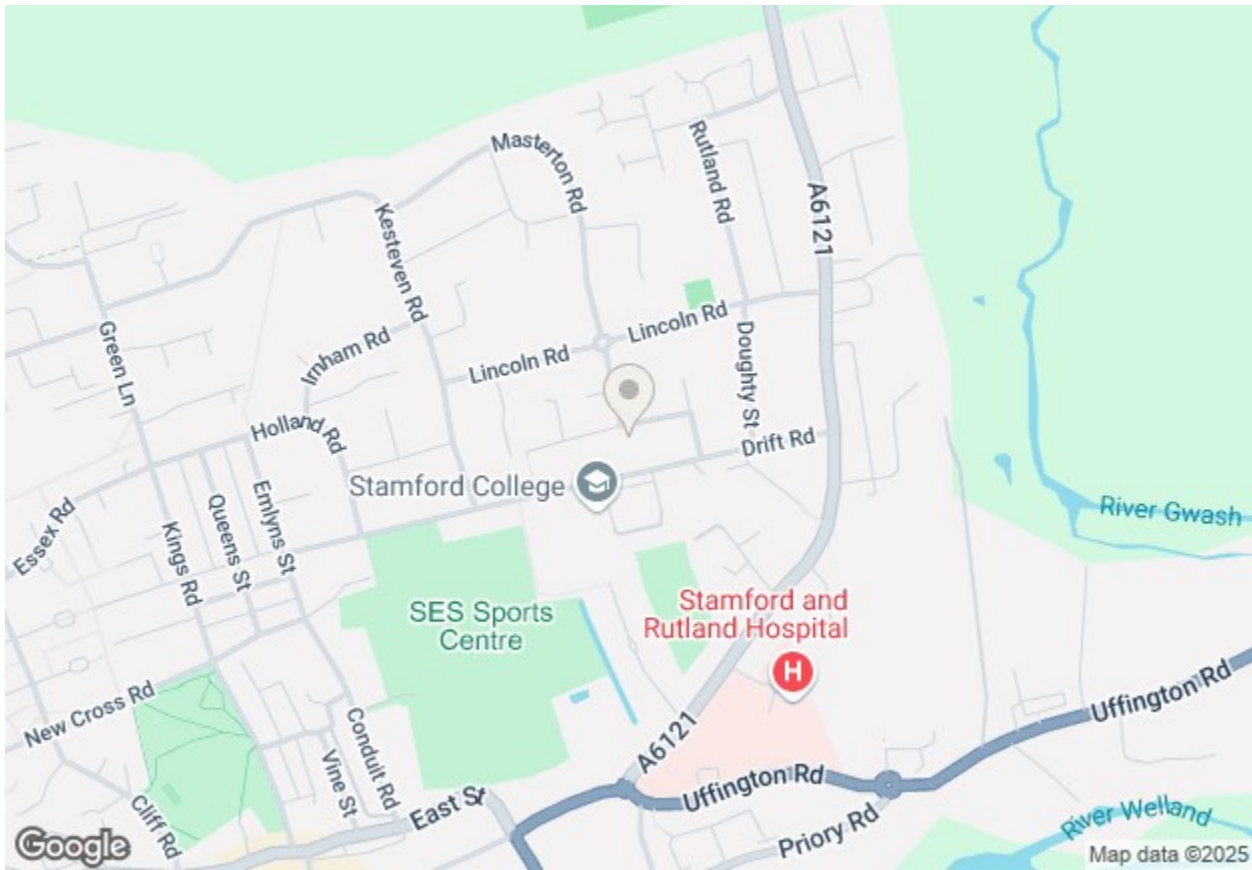 Masterton Rd
Rutland Rd
A6121
Kesteven Rd
Green Ln
Irnham Rd
Lincoln Rd
Lincoln Rd
Doughty St
Holland Rd
Drift Rd
Stamford College
Essex Rd
Queens St
Emlyns St
Kings Rd
River Gwash
SES Sports
Centre
Stamford and
Rutland Hospital
H
New Cross Rd
Conduit Rd
Vine St
Cliff Rd
East St
A6121
Uffington Rd
Uffington Rd
Priory Rd
River Welland
Google
Map data ©2025